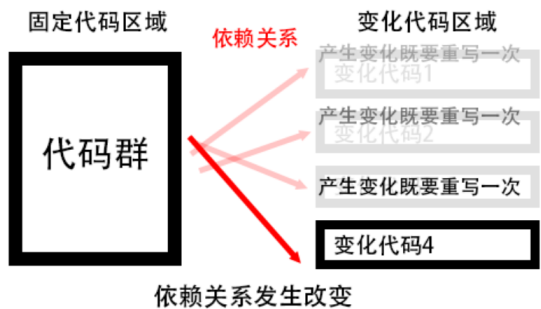 固定代码区域
变化代码区域
依赖关系
代码群
产生变化既要重写一次
变化代码1
产生变化既要重写一次
变化代码2
产生变化既要重写一次
变化代码4
依赖关系发生改变